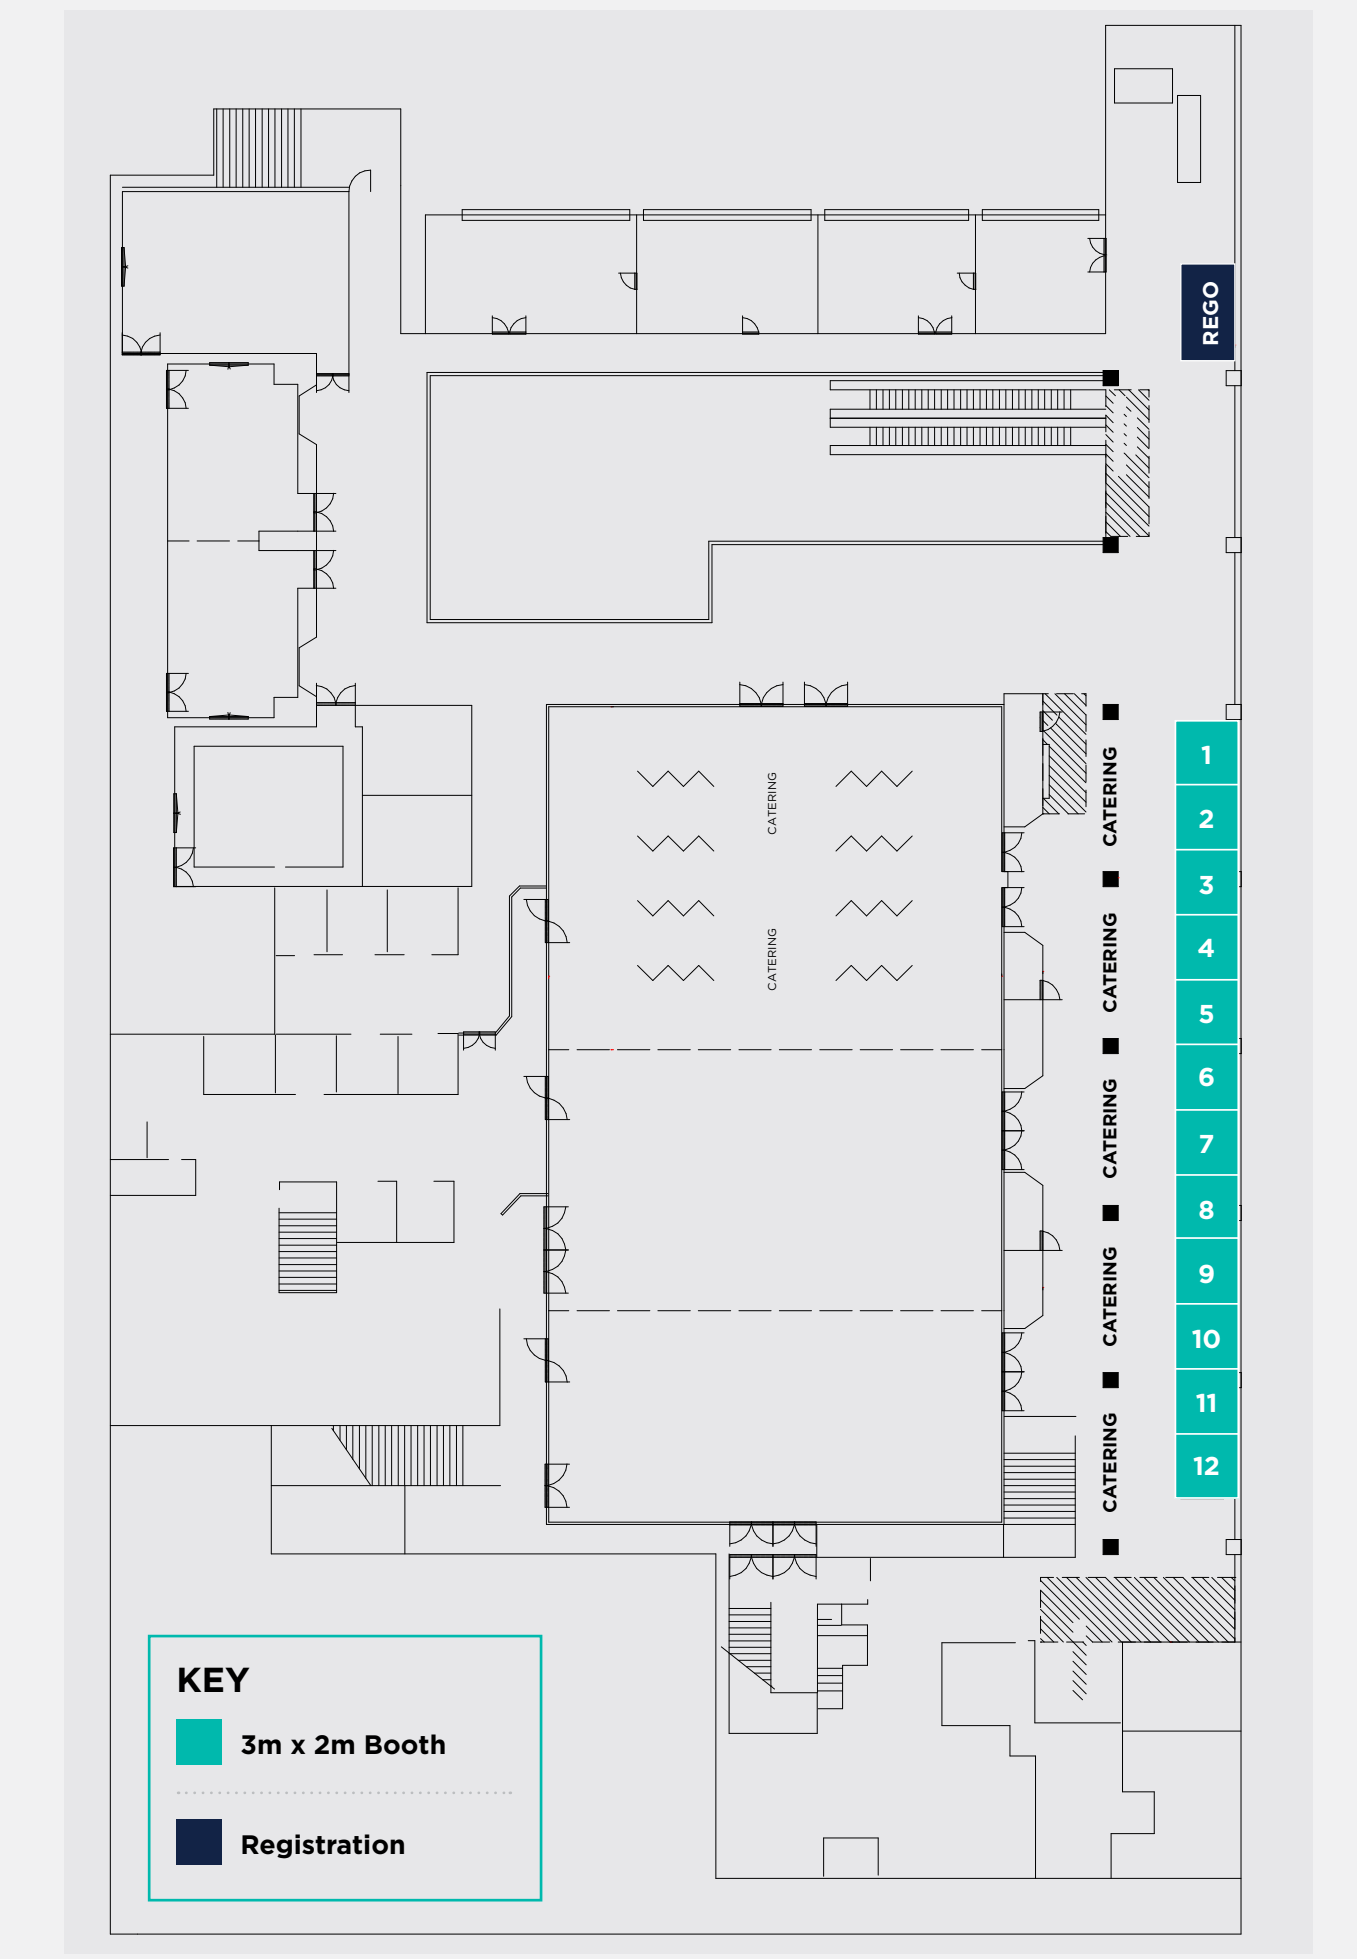 REGO
1
2
3
4
5
6
7
8
9
10
11
12
CATERING
CATERING
CATERING
CATERING
CATERING
CATERING
CATERING
KEY
3m x 2m Booth
Registration